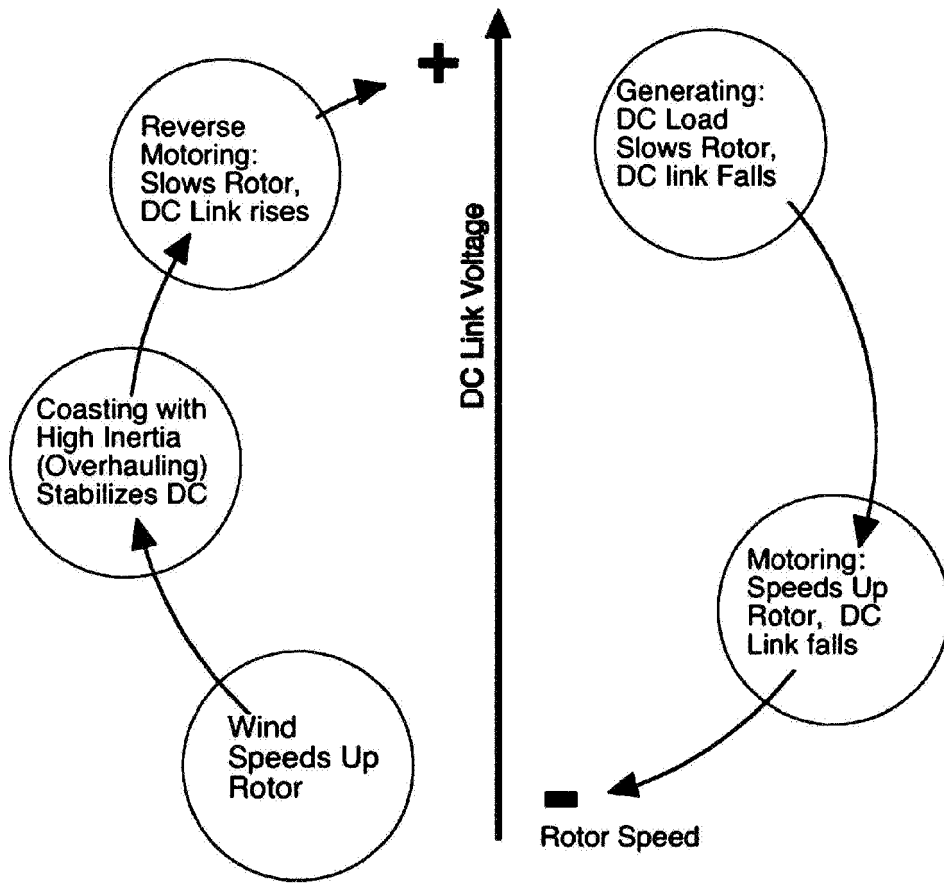 +
Reverse
Motoring:
Slows Rotor,
DC Link rises
Coasting with
High Inertia
(Overhauling)
Stabilizes DC
Wind
Speeds Up
Rotor
DC Link Voltage
Generating:
DC Load
Slows Rotor,
DC link Falls
Motoring:
Speeds Up
Rotor, DC
Link falls
-
Rotor Speed